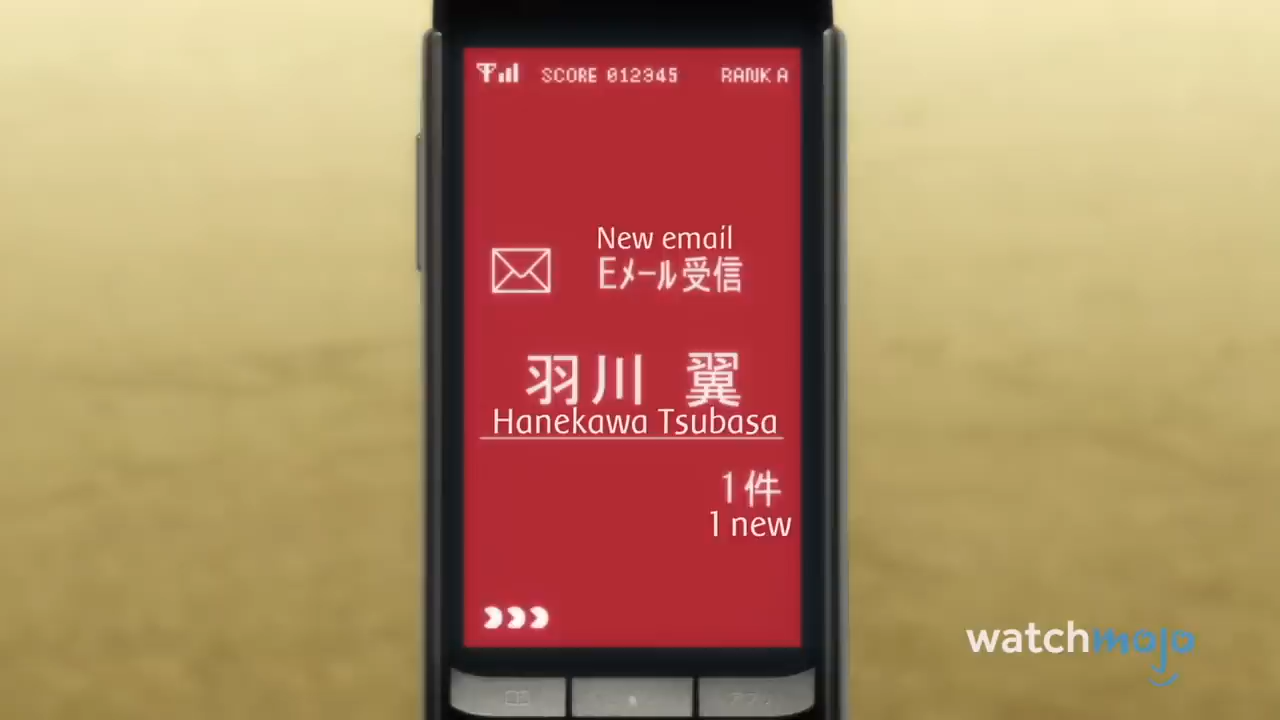 SCORE 012345 RANK A
New email
Eメール受信
羽川 翼
Hanekawa Tsubasa
1件
1 new
watchmojo